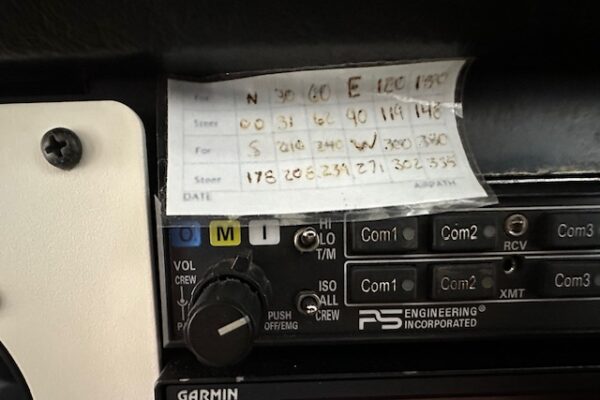 For N 30 60 E 120 150
Steer 00 31 62 90 119 148
For S 210 240 W 300 330
Steer 178 208 239 271 302 335
DATE AIRPATH
O M I HI LO T/M Com1 Com2 RCV Com3
VOL CREW
ISO ALL CREW Com1 Com2 XMT Com3
PUSH OFF/EMG
PS ENGINEERING INCORPORATED®
GARMIN